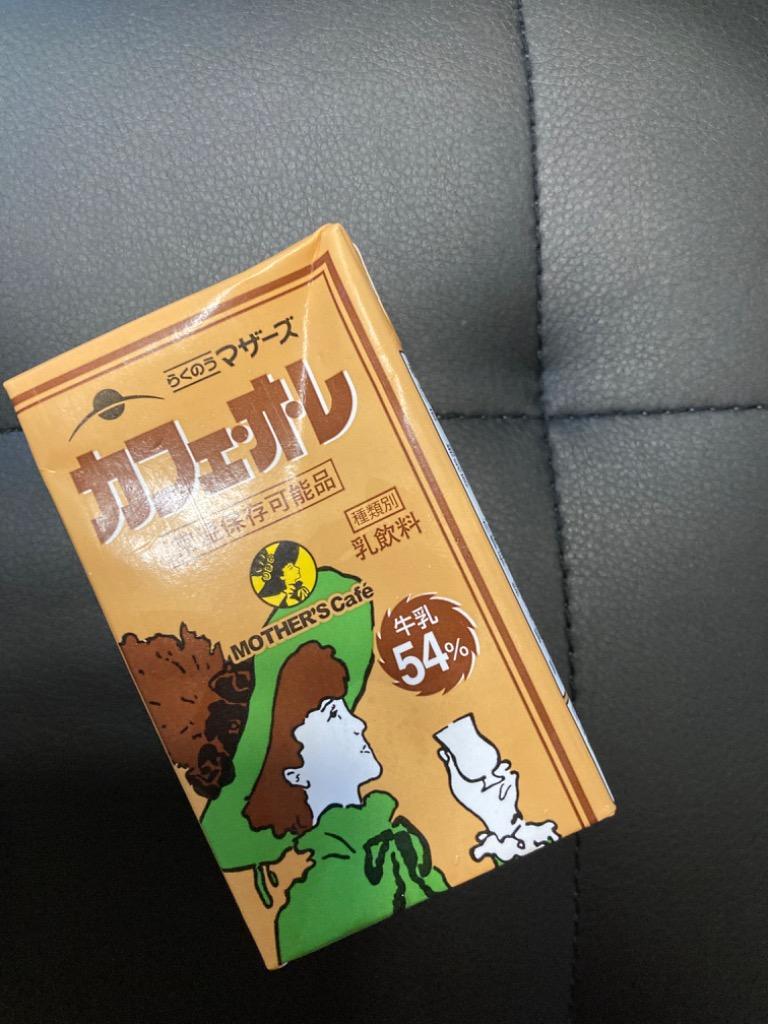 らくのうマザーズ
カフェ・オ・レ
常温保存可能品
種類別
乳飲料
MOTHER'S Café
牛乳
54%